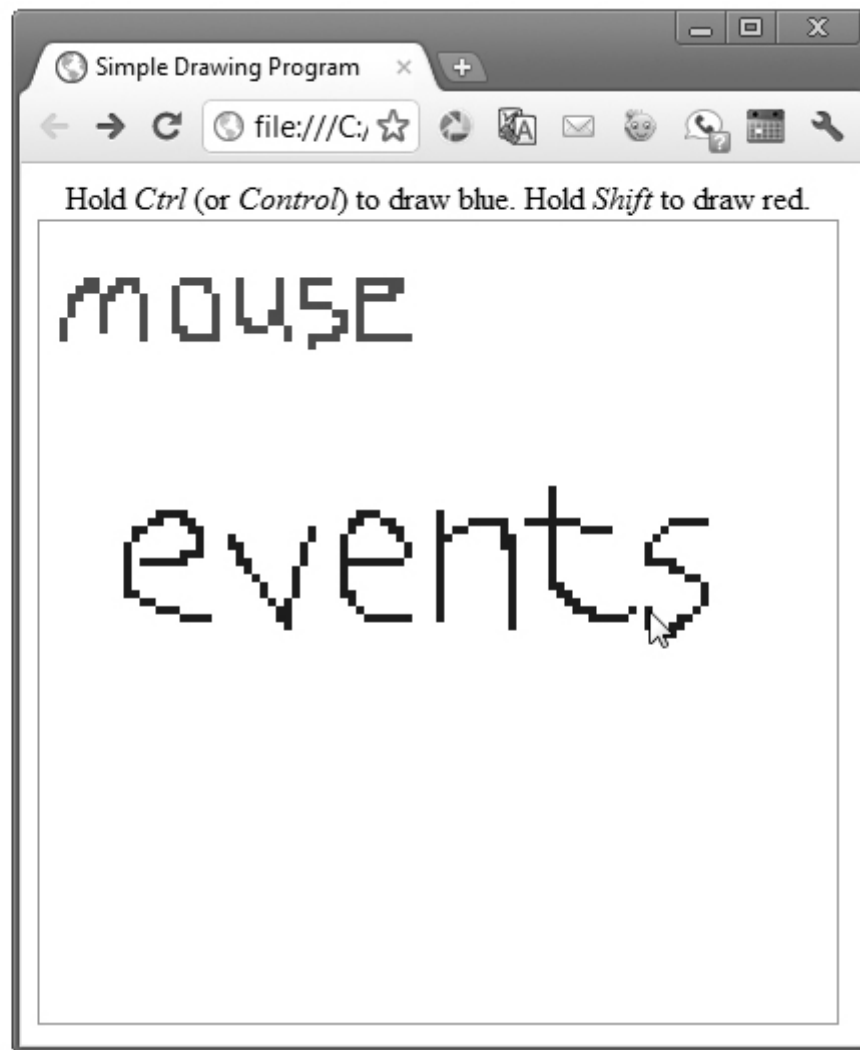 Simple Drawing Program
file:///C:/
Hold Ctrl (or Control) to draw blue. Hold Shift to draw red.
mouse
events